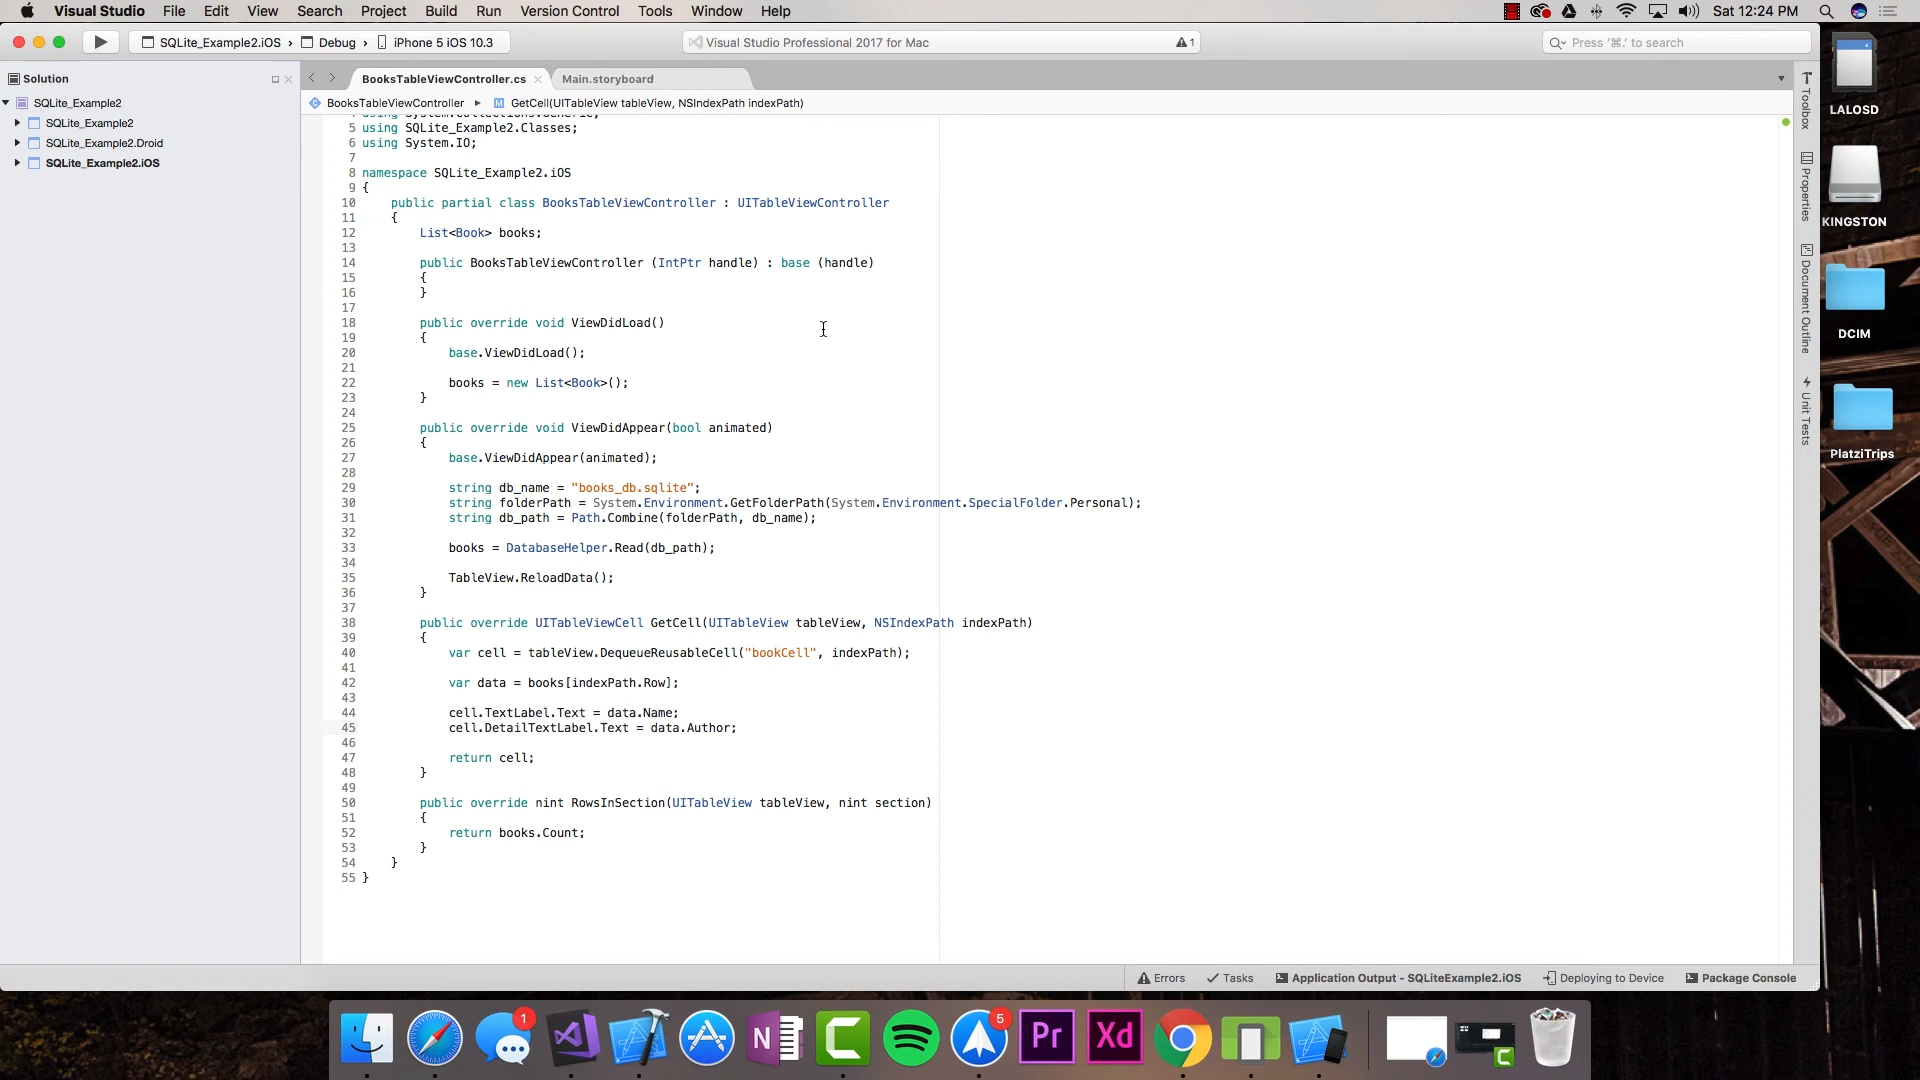 Visual Studio File Edit View Search Project Build Run Version Control Tools Window Help Sat 12:24 PM
SQLite_Example2.iOS › Debug › iPhone 5 iOS 10.3 Visual Studio Professional 2017 for Mac 1 Press '⌘.' to search
Solution
SQLite_Example2
SQLite_Example2
SQLite_Example2.Droid
SQLite_Example2.iOS
BooksTableViewController.cs Main.storyboard
BooksTableViewController GetCell(UITableView tableView, NSIndexPath indexPath)
4 using System.Collections.Generic;
5 using SQLite_Example2.Classes;
6 using System.IO;
7
8 namespace SQLite_Example2.iOS
9 {
10 public partial class BooksTableViewController : UITableViewController
11 {
12 List<Book> books;
13
14 public BooksTableViewController (IntPtr handle) : base (handle)
15 {
16 }
17
18 public override void ViewDidLoad()
19 {
20 base.ViewDidLoad();
21
22 books = new List<Book>();
23 }
24
25 public override void ViewDidAppear(bool animated)
26 {
27 base.ViewDidAppear(animated);
28
29 string db_name = "books_db.sqlite";
30 string folderPath = System.Environment.GetFolderPath(System.Environment.SpecialFolder.Personal);
31 string db_path = Path.Combine(folderPath, db_name);
32
33 books = DatabaseHelper.Read(db_path);
34
35 TableView.ReloadData();
36 }
37
38 public override UITableViewCell GetCell(UITableView tableView, NSIndexPath indexPath)
39 {
40 var cell = tableView.DequeueReusableCell("bookCell", indexPath);
41
42 var data = books[indexPath.Row];
43
44 cell.TextLabel.Text = data.Name;
45 cell.DetailTextLabel.Text = data.Author;
46
47 return cell;
48 }
49
50 public override nint RowsInSection(UITableView tableView, nint section)
51 {
52 return books.Count;
53 }
54 }
55 }
Toolbox
Properties
Document Outline
Unit Tests
LALOSD
KINGSTON
DCIM
PlatziTrips
Errors Tasks Application Output - SQLiteExample2.iOS Deploying to Device Package Console
1
5
N
Pr
Xd